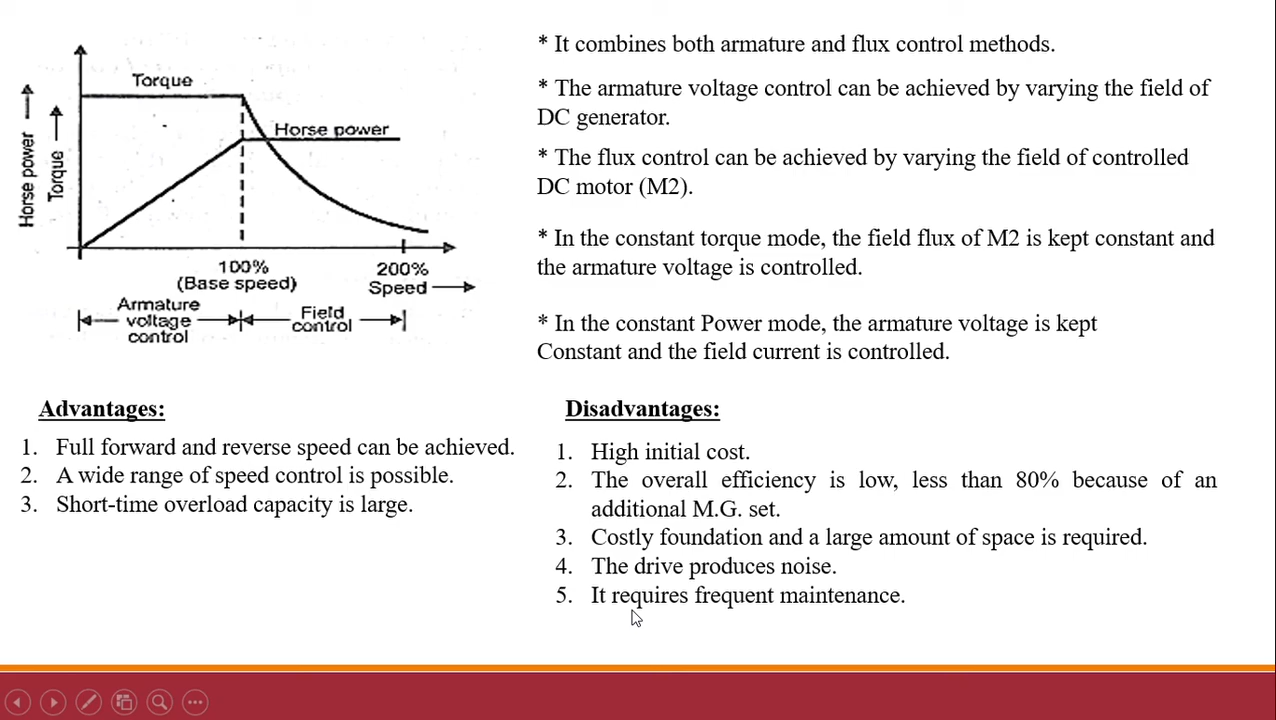 Torque
Horse power
Horse power
Torque
100%
(Base speed)
200%
Speed
Armature
voltage
control
Field
control
* It combines both armature and flux control methods.
* The armature voltage control can be achieved by varying the field of
DC generator.
* The flux control can be achieved by varying the field of controlled
DC motor (M2).
* In the constant torque mode, the field flux of M2 is kept constant and
the armature voltage is controlled.
* In the constant Power mode, the armature voltage is kept
Constant and the field current is controlled.
Advantages:
1. Full forward and reverse speed can be achieved.
2. A wide range of speed control is possible.
3. Short-time overload capacity is large.
Disadvantages:
1. High initial cost.
2. The overall efficiency is low, less than 80% because of an
additional M.G. set.
3. Costly foundation and a large amount of space is required.
4. The drive produces noise.
5. It requires frequent maintenance.